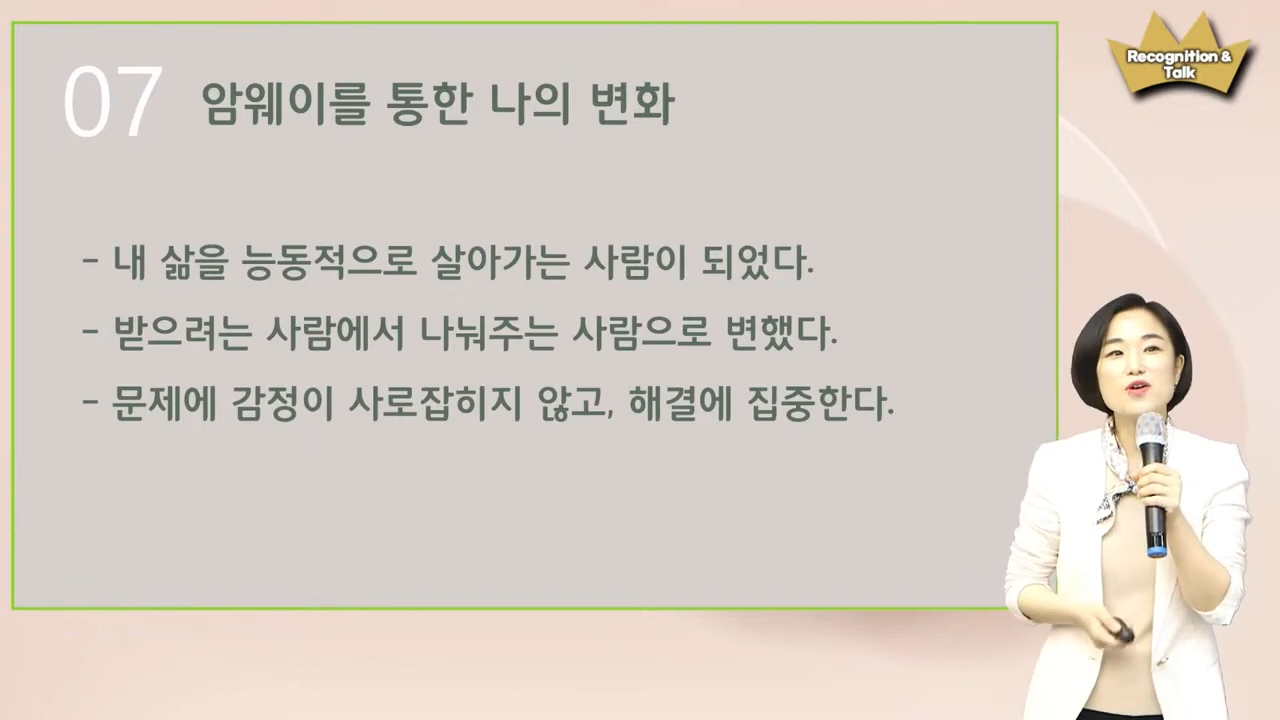 07 암웨이를 통한 나의 변화
- 내 삶을 능동적으로 살아가는 사람이 되었다.
- 받으려는 사람에서 나눠주는 사람으로 변했다.
- 문제에 감정이 사로잡히지 않고, 해결에 집중한다.
Recognition &
Talk